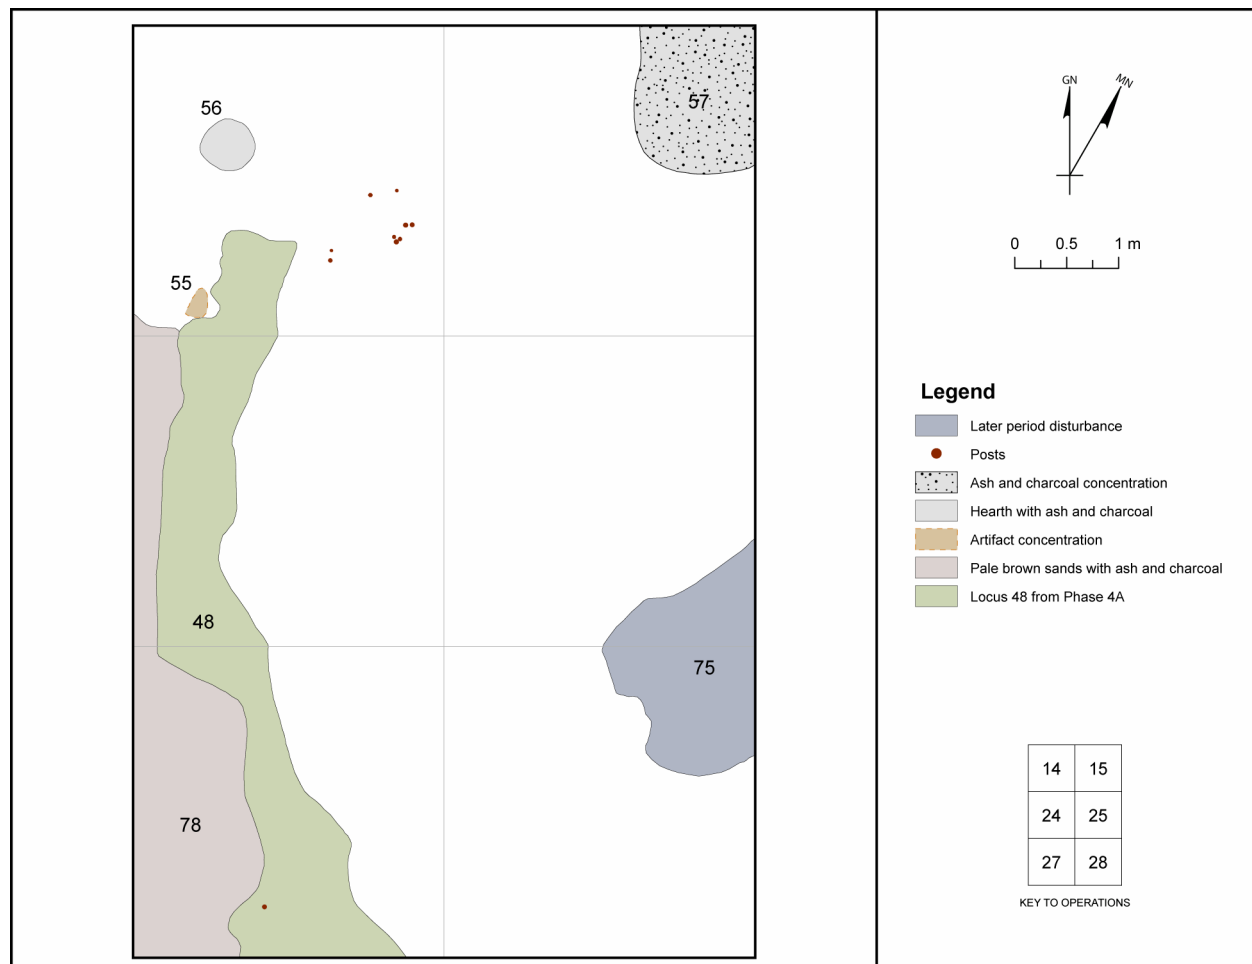 56
57
55
48
75
78
GN
MN
0 0.5 1 m
Legend
Later period disturbance
Posts
Ash and charcoal concentration
Hearth with ash and charcoal
Artifact concentration
Pale brown sands with ash and charcoal
Locus 48 from Phase 4A
14 15
24 25
27 28
KEY TO OPERATIONS